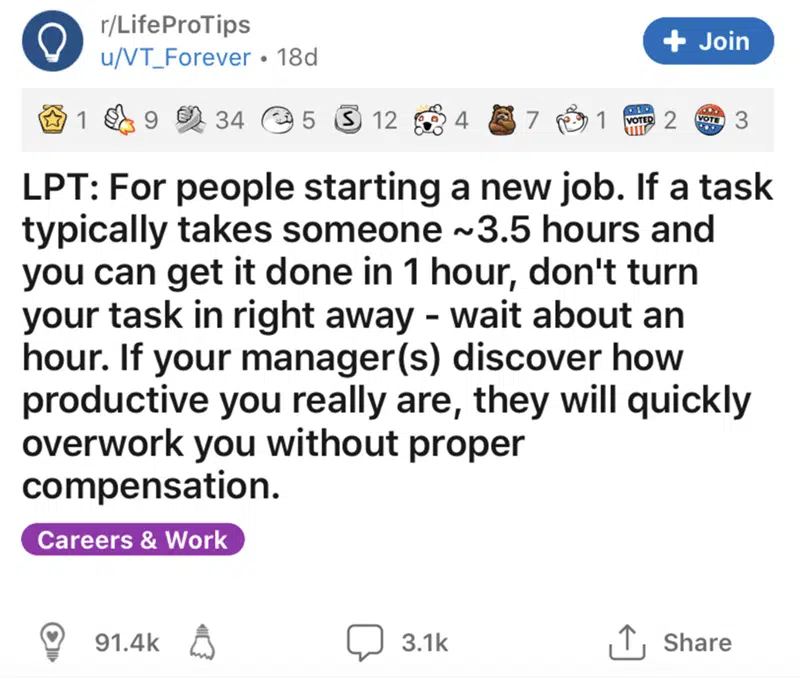 r/LifeProTips
u/VT_Forever • 18d
+ Join
1 9 34 5 S 12 4 7 1 VOTED 2 VOTE 3
LPT: For people starting a new job. If a task
typically takes someone ~3.5 hours and
you can get it done in 1 hour, don't turn
your task in right away - wait about an
hour. If your manager(s) discover how
productive you really are, they will quickly
overwork you without proper
compensation.
Careers & Work
91.4k 3.1k Share